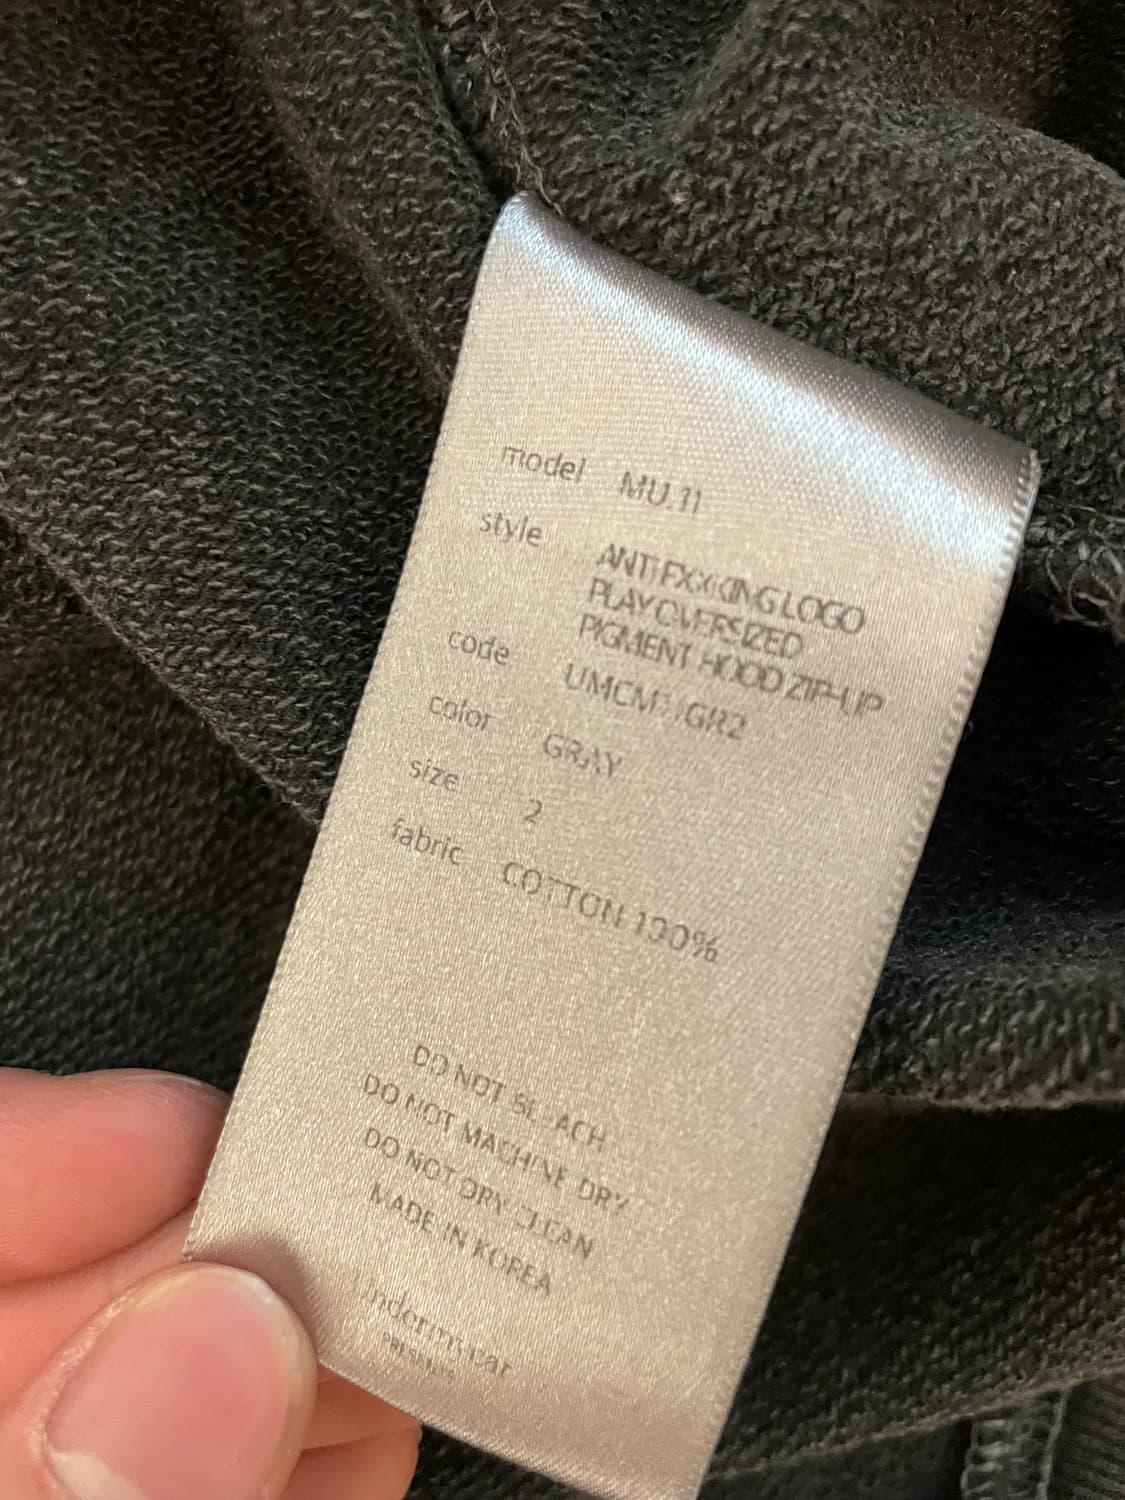 model MU.11
style ANTI FXXKING LOGO
PLAY OVERSIZED
PIGMENT HOOD ZIP-UP
code
color GRAY
size 2
fabric COTTON 100%
DO NOT BLEACH
DO NOT MACHINE DRY
DO NOT DRY CLEAN
MADE IN KOREA